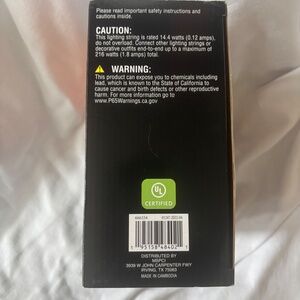 Please read important safety instructions and
cautions inside.
CAUTION:
This lighting string is rated 14.4 watts (0.12 amps),
do not overload. Connect other lighting strings or
decorative outfits end-to-end up to a maximum of
216 watts (1.8 amps) total.
WARNING:
This product can expose you to chemicals including
lead, which is known to the State of California to
cause cancer and birth defects or other reproductive
harm. For more information go to
www.P65Warnings.ca.gov
UL
CERTIFIED
DISTRIBUTED BY
MSPCI
3939 W JOHN CARPENTER FWY
IRVING, TX 75063
MADE IN CAMBODIA